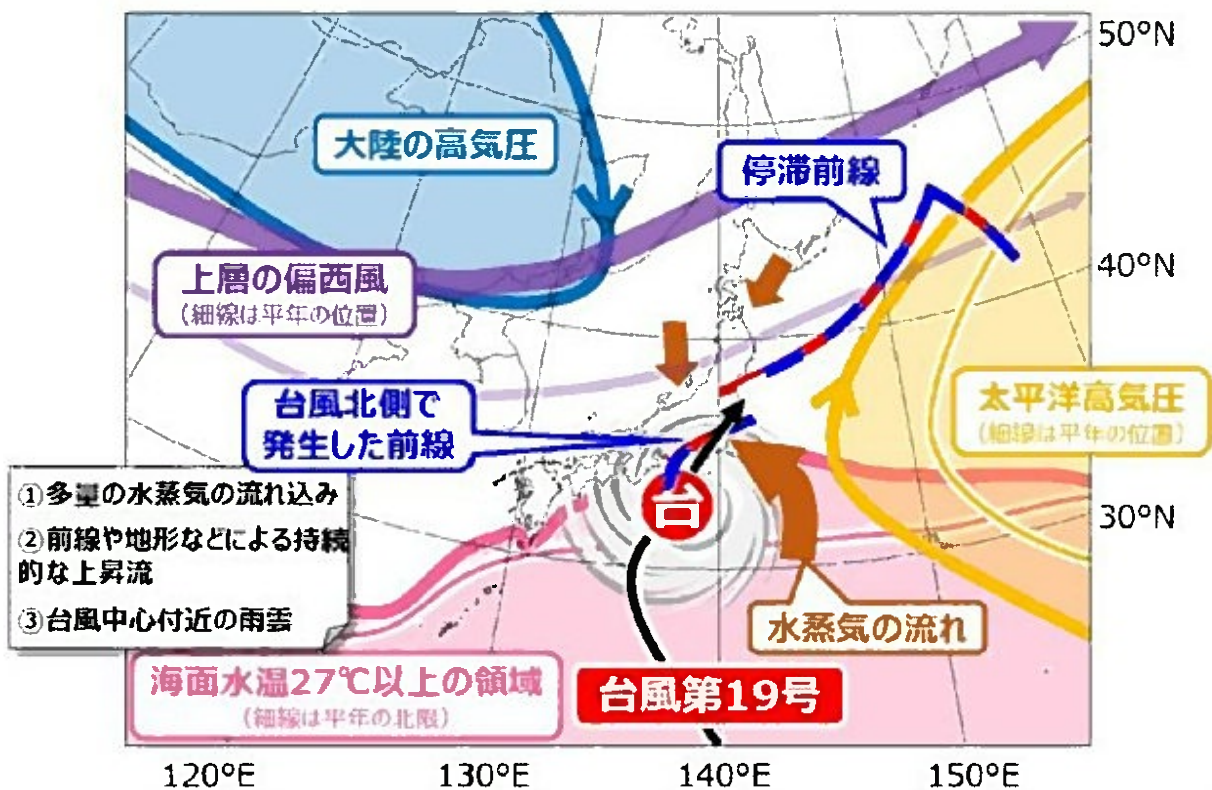 50°N
大陸の高気圧
停滞前線
上層の偏西風
(細線は平年の位置)
40°N
台風北側で
発生した前線
太平洋高気圧
(細線は平年の位置)
①多量の水蒸気の流れ込み
②前線や地形などによる持続
的な上昇流
③台風中心付近の雨雲
台
30°N
水蒸気の流れ
海面水温27℃以上の領域
(細線は平年の北限)
台風第19号
120°E
130°E
140°E
150°E